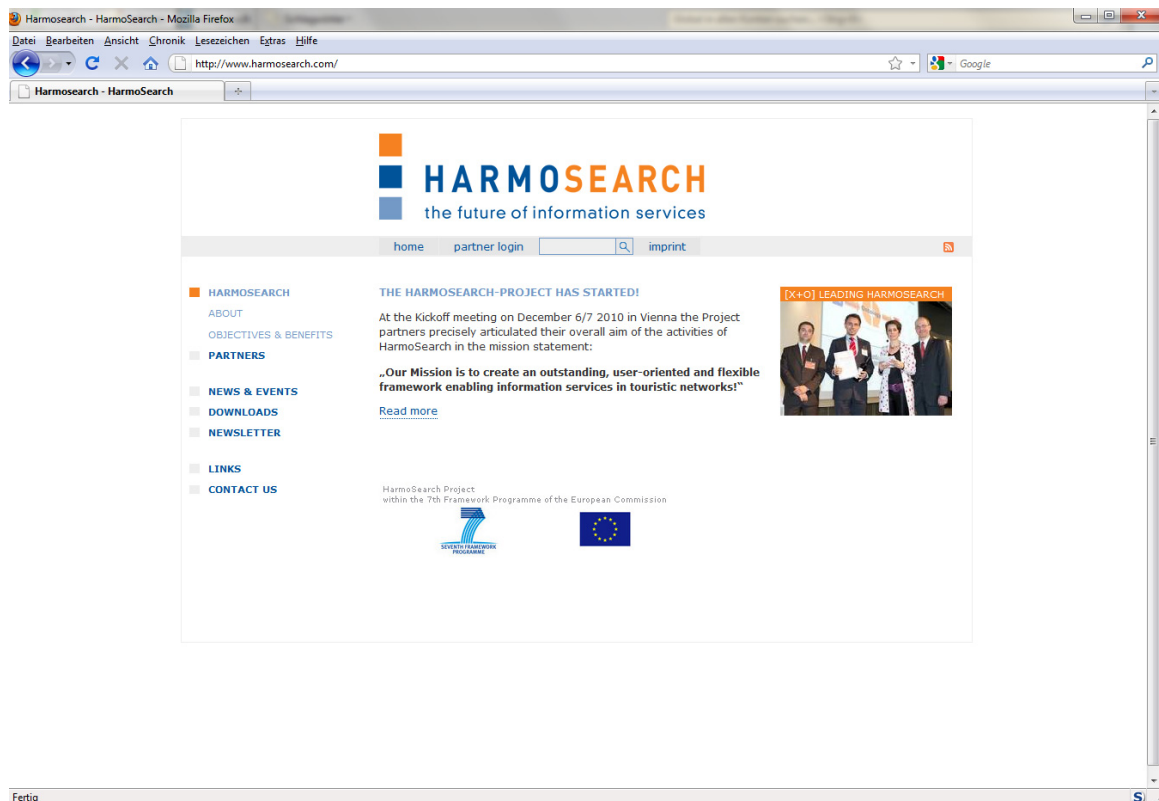 Harmosearch - HarmoSearch - Mozilla Firefox
Datei Bearbeiten Ansicht Chronik Lesezeichen Extras Hilfe
http://www.harmosearch.com/
Google
Harmosearch - HarmoSearch
HARMOSEARCH
the future of information services
home partner login imprint
HARMOSEARCH
ABOUT
OBJECTIVES & BENEFITS
PARTNERS
NEWS & EVENTS
DOWNLOADS
NEWSLETTER
LINKS
CONTACT US
THE HARMOSEARCH-PROJECT HAS STARTED!
At the Kickoff meeting on December 6/7 2010 in Vienna the Project
partners precisely articulated their overall aim of the activities of
HarmoSearch in the mission statement:
„Our Mission is to create an outstanding, user-oriented and flexible
framework enabling information services in touristic networks!“
Read more
[X+O] LEADING HARMOSEARCH
HarmoSearch Project
within the 7th Framework Programme of the European Commission
SEVENTH FRAMEWORK
PROGRAMME
Fertig